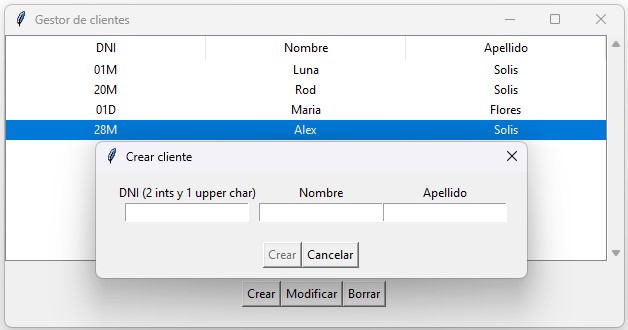 Gestor de clientes
DNI Nombre Apellido
01M Luna Solis
20M Rod Solis
01D Maria Flores
28M Alex Solis
Crear cliente
DNI (2 ints y 1 upper char) Nombre Apellido
Crear Cancelar
Crear Modificar Borrar